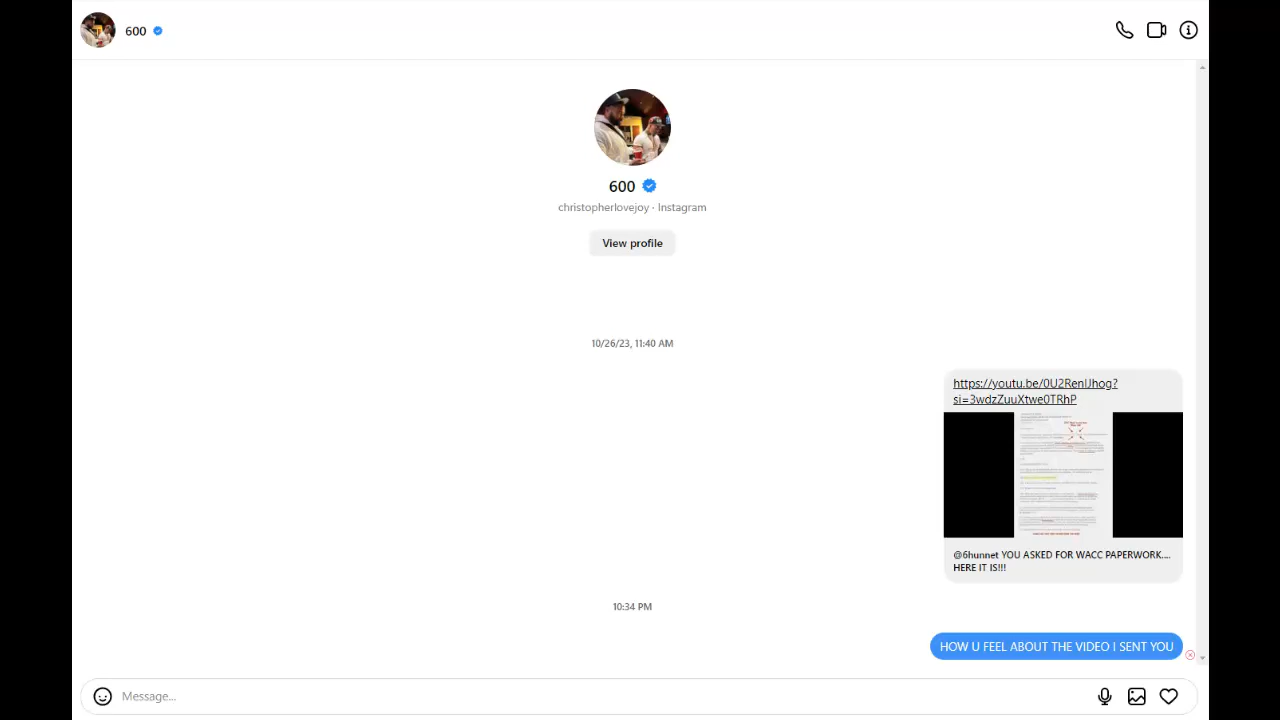 600
600
christopherlovejoy · Instagram
View profile
10/26/23, 11:40 AM
https://youtu.be/0U2RenIJhog?
si=3wdzZuuXtwe0TRhP
@6hunnet YOU ASKED FOR WACC PAPERWORK....
HERE IT IS!!!
10:34 PM
HOW U FEEL ABOUT THE VIDEO I SENT YOU
Message...